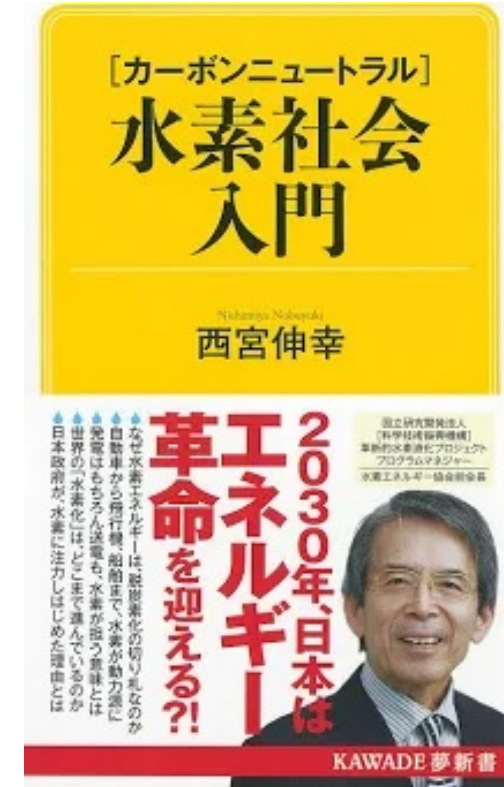 [カーボンニュートラル]
水素社会
入門
Nishimiya Nobuyuki
西宮伸幸
国立研究開発法人
[科学技術振興機構]
革新的水素液化プロジェクト
プログラムマネジャー
水素エネルギー協会前会長
2030年、日本は
エネルギー
革命を迎える?!
なぜ水素エネルギーは、脱炭素化の切り札なのか
自動車から飛行機、船舶まで、水素が動力源に
発電はもちろん送電も、水素が担う意味とは
世界の「水素化」は、どこまで進んでいるのか
日本政府が、水素に注力しはじめた理由とは
KAWADE夢新書